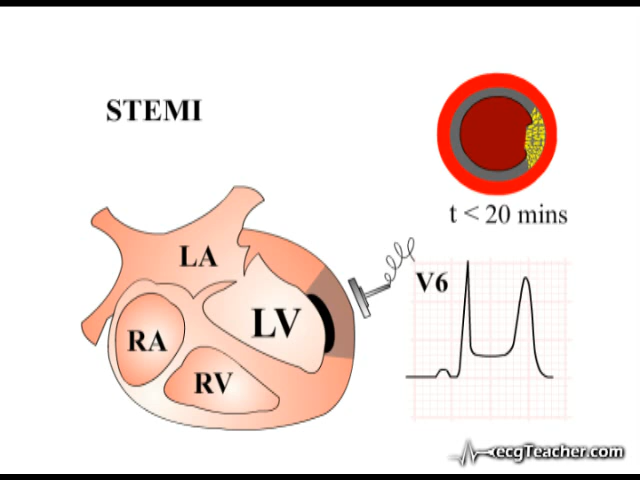 STEMI
t < 20 mins
LA
V6
LV
RA
RV
ecgTeacher.com